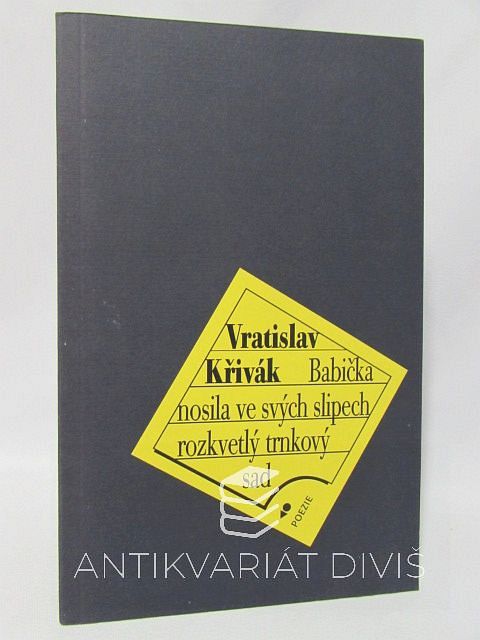 Vratislav
Křivák Babička
nosila ve svých slipech
rozkvetlý trnkový
sad
POEZIE
ANTIKVARIÁT DIVIŠ